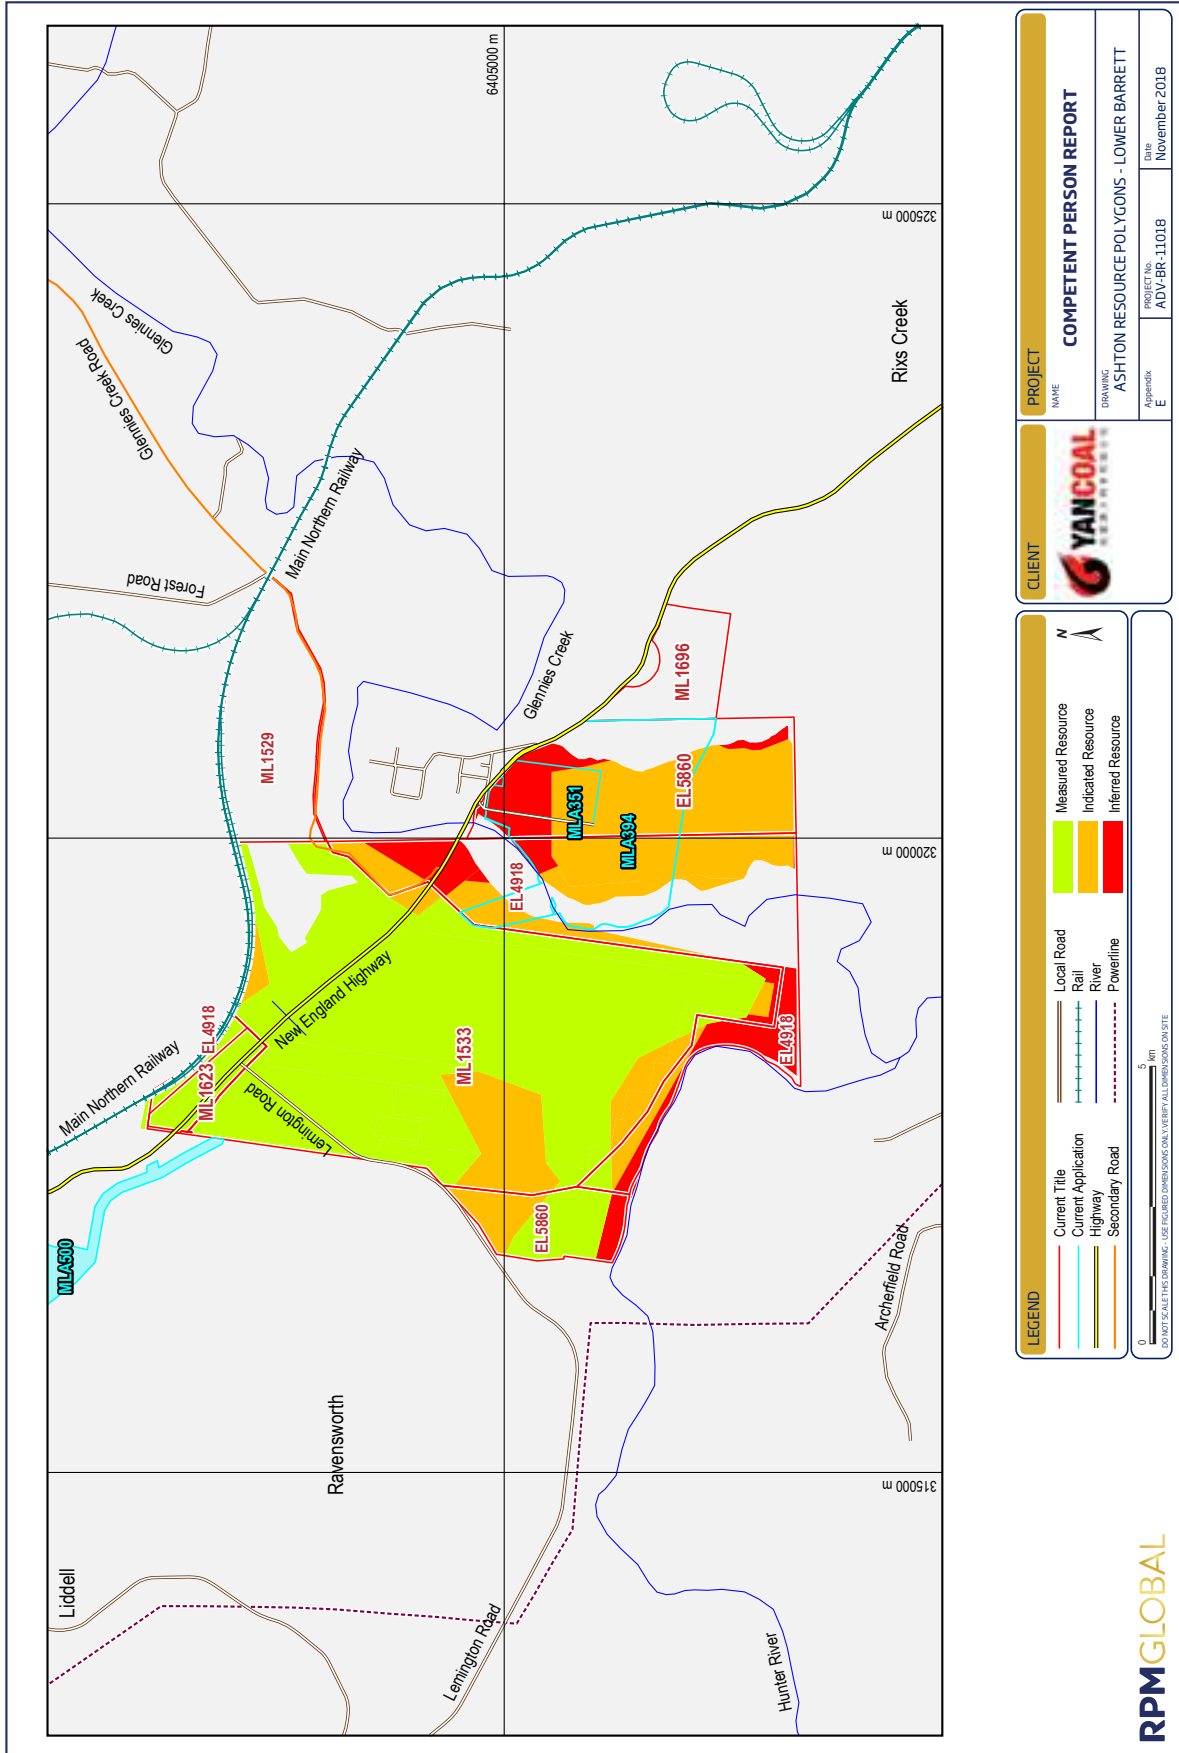 Liddell
Ravensworth
Rixs Creek
6405000 m
315000 m
320000 m
325000 m
Lemington Road
Hunter River
Archerfield Road
MLA500
Main Northern Railway
ML1623
EL4918
Lemington Road
New England Highway
ML1533
EL5860
EL4918
EL4918
MLA394
MLA351
EL5860
ML1696
ML1529
Glennies Creek
Main Northern Railway
Forest Road
Glennies Creek Road
Glennies Creek
LEGEND
Current Title
Current Application
Highway
Secondary Road
Local Road
Rail
River
Powerline
Measured Resource
Indicated Resource
Inferred Resource
N
0
5
km
DO NOT SCALE THIS DRAWING - USE FIGURED DIMENSIONS ONLY. VERIFY ALL DIMENSIONS ON SITE
CLIENT
YANCOAL
PROJECT
NAME
COMPETENT PERSON REPORT
DRAWING
ASHTON RESOURCE POLYGONS - LOWER BARRETT
Appendix
E
PROJECT No.
ADV-BR-11018
Date
November 2018
RPMGLOBAL